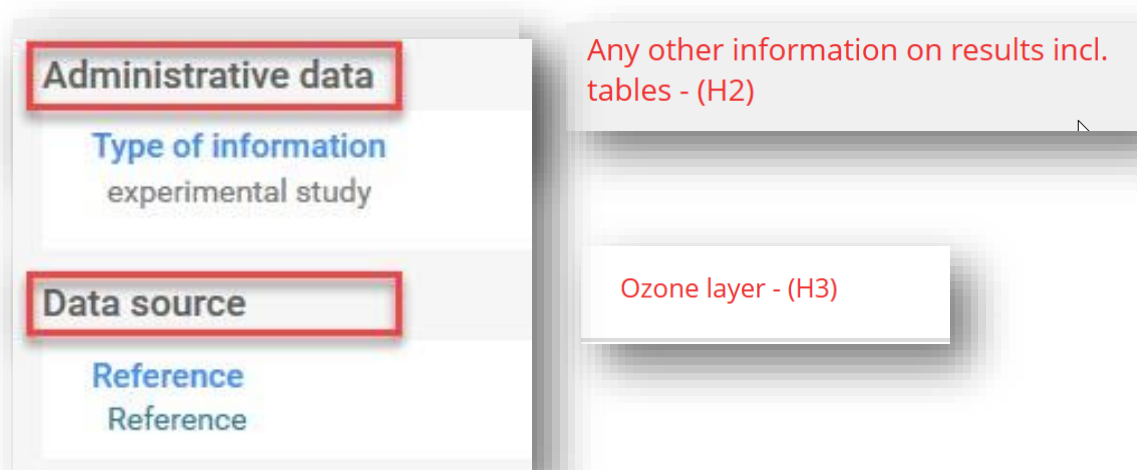 Administrative data
Type of information
experimental study
Data source
Reference
Reference
Any other information on results incl.
tables - (H2)
Ozone layer - (H3)